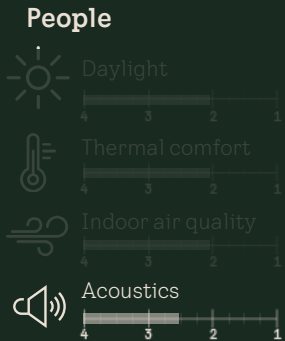 People
Daylight
4 3 2 1
Thermal comfort
4 3 2 1
Indoor air quality
4 3 2 1
Acoustics
4 3 2 1